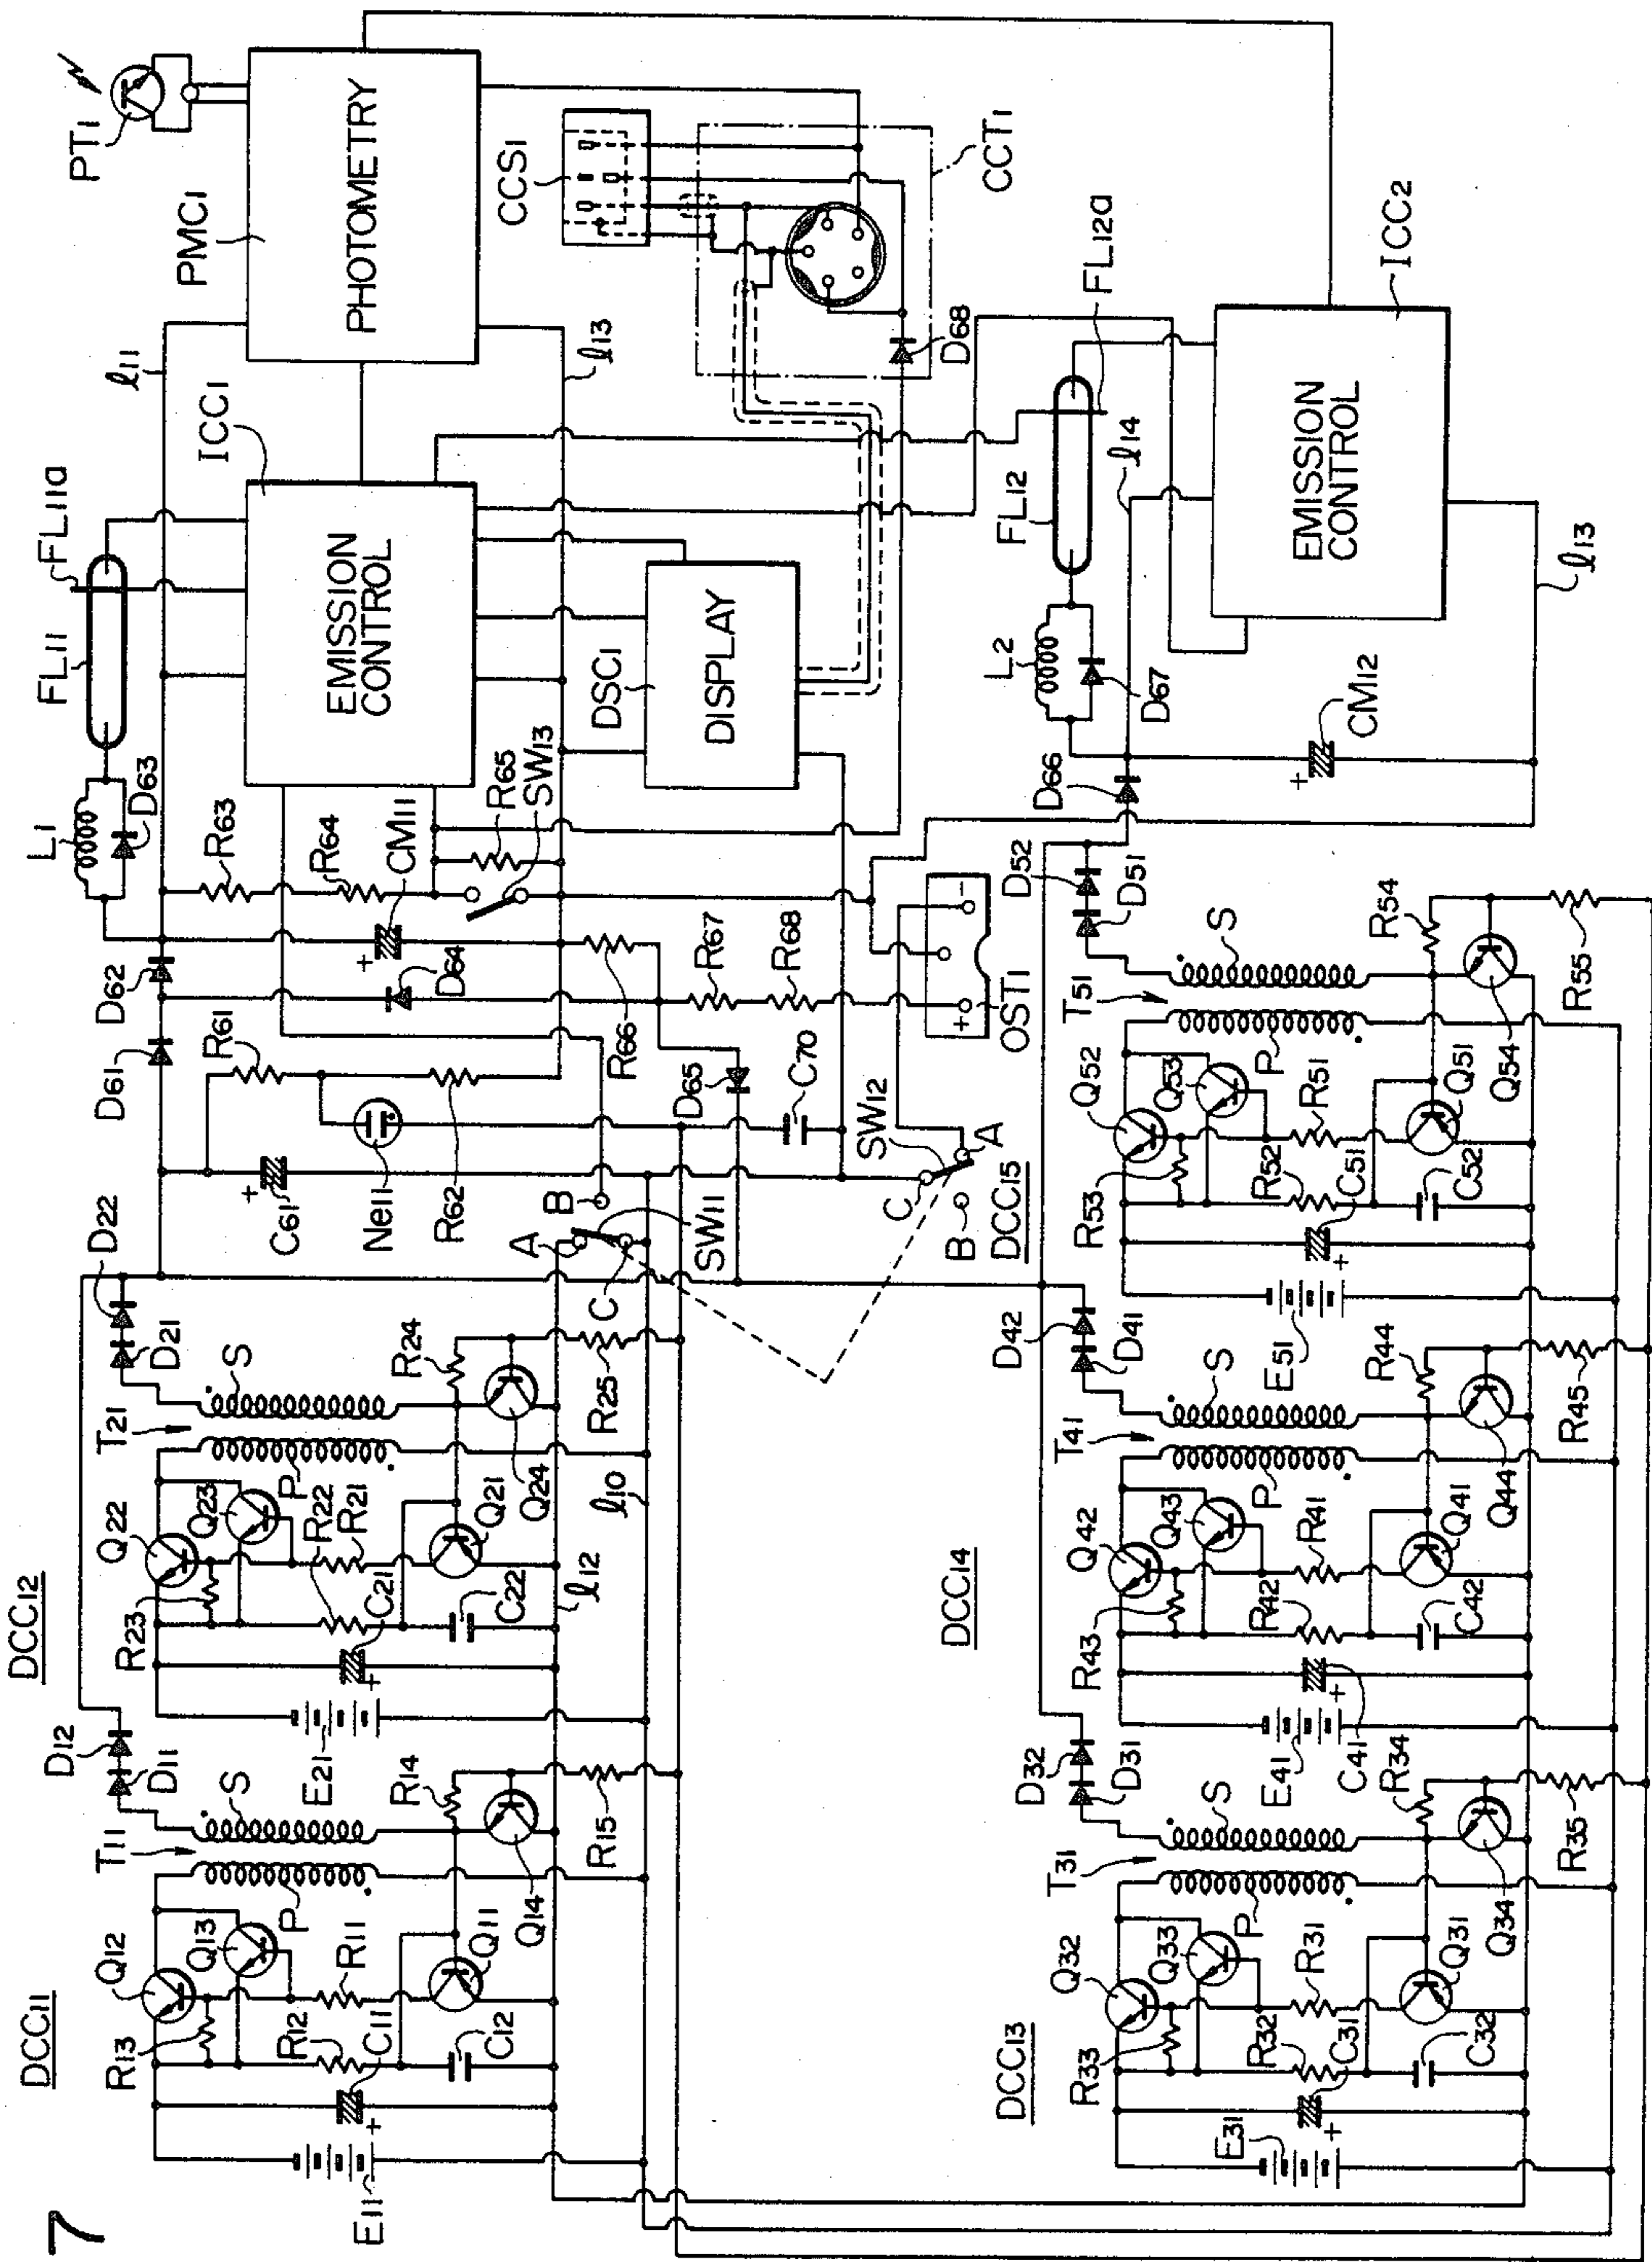 7
DCC11
E11
C11
R12
R13
C12
Q12
Q13
R11
Q11
Q14
P
T11
S
R14
R15
D11
D12
DCC12
E21
C21
R22
R23
C22
Q22
Q23
R21
Q21
Q24
P
T21
S
R24
R25
D21
D22
l10
l12
A
B
C
SW11
C61
Ne11
R61
R62
D61
D62
D64
D65
C70
R66
R67
R68
CM11
R63
R64
R65
SW13
L1
D63
FL11
FL11a
ICC1
EMISSION
CONTROL
l11
l13
PMC1
PHOTOMETRY
PT1
CCS1
CCT1
D68
DSC1
DISPLAY
SW12
A
B
C
OST1
+
-
DCC13
E31
C31
R32
R33
C32
Q32
Q33
R31
Q31
Q34
P
T31
S
R34
R35
D31
D32
DCC14
E41
C41
R42
R43
C42
Q42
Q43
R41
Q41
Q44
P
T41
S
R44
R45
D41
D42
DCC15
E51
C51
R52
R53
C52
Q52
Q53
R51
Q51
Q54
P
T51
S
R54
R55
D51
D52
D66
CM12
L2
D67
FL12
FL12a
l14
l13
ICC2
EMISSION
CONTROL